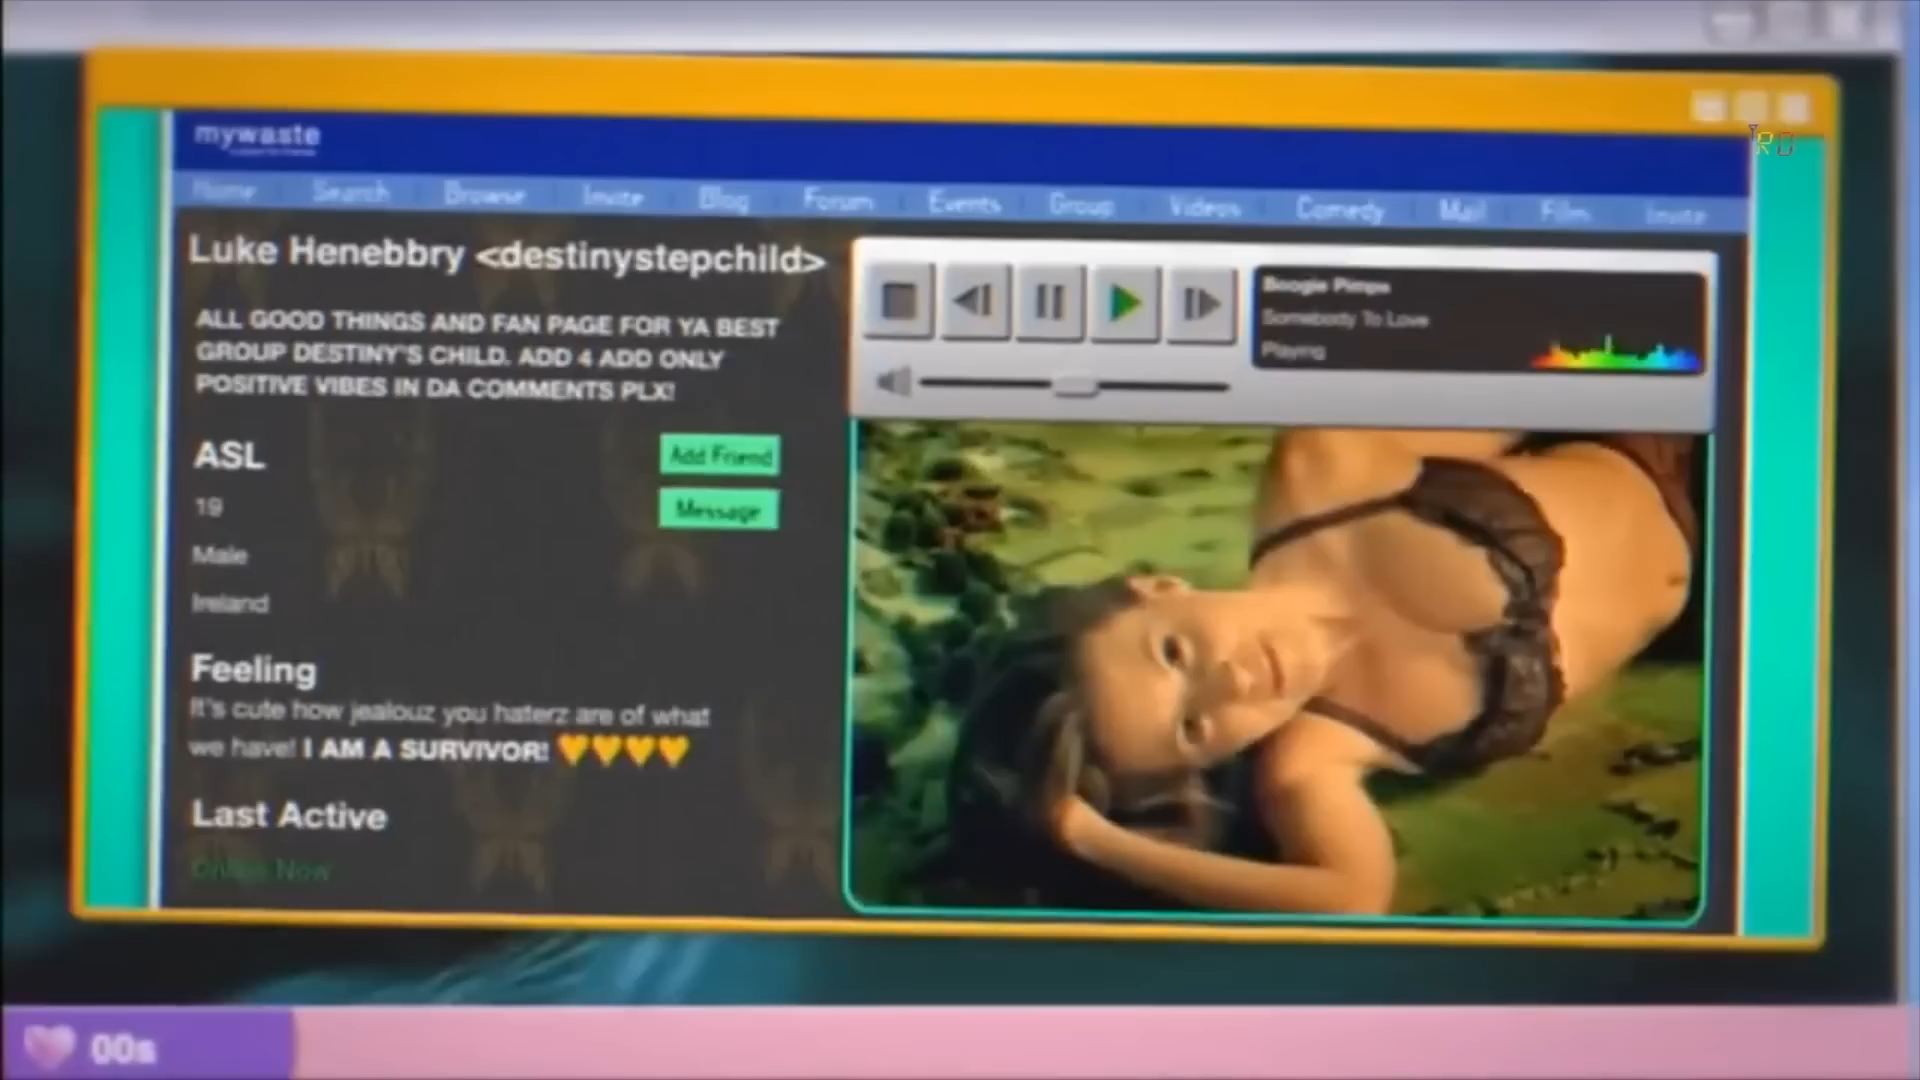 RD
mywaste
Home Search Browse Invite Blog Forum Events Group Videos Comedy Mail Film Invite
Luke Henebbry <destinystepchild>
ALL GOOD THINGS AND FAN PAGE FOR YA BEST
GROUP DESTINY'S CHILD. ADD 4 ADD ONLY
POSITIVE VIBES IN DA COMMENTS PLX!
ASL
Add Friend
19
Message
Male
Ireland
Feeling
It's cute how jealouz you haterz are of what
we have! I AM A SURVIVOR! 🧡🧡🧡🧡
Last Active
Online Now
Boogie Pimps
Somebody To Love
Playing
00s